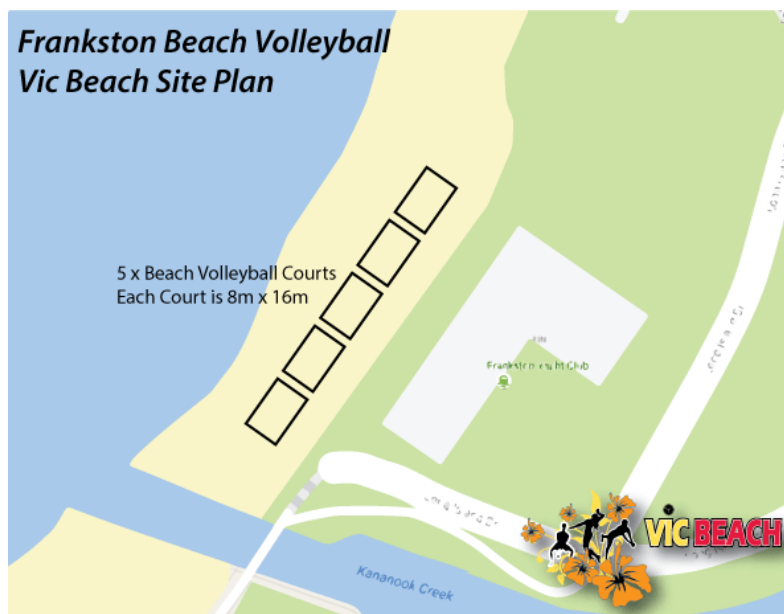 Frankston Beach Volleyball
Vic Beach Site Plan
5 x Beach Volleyball Courts
Each Court is 8m x 16m
Club
Kananook Creek
VIC BEACH